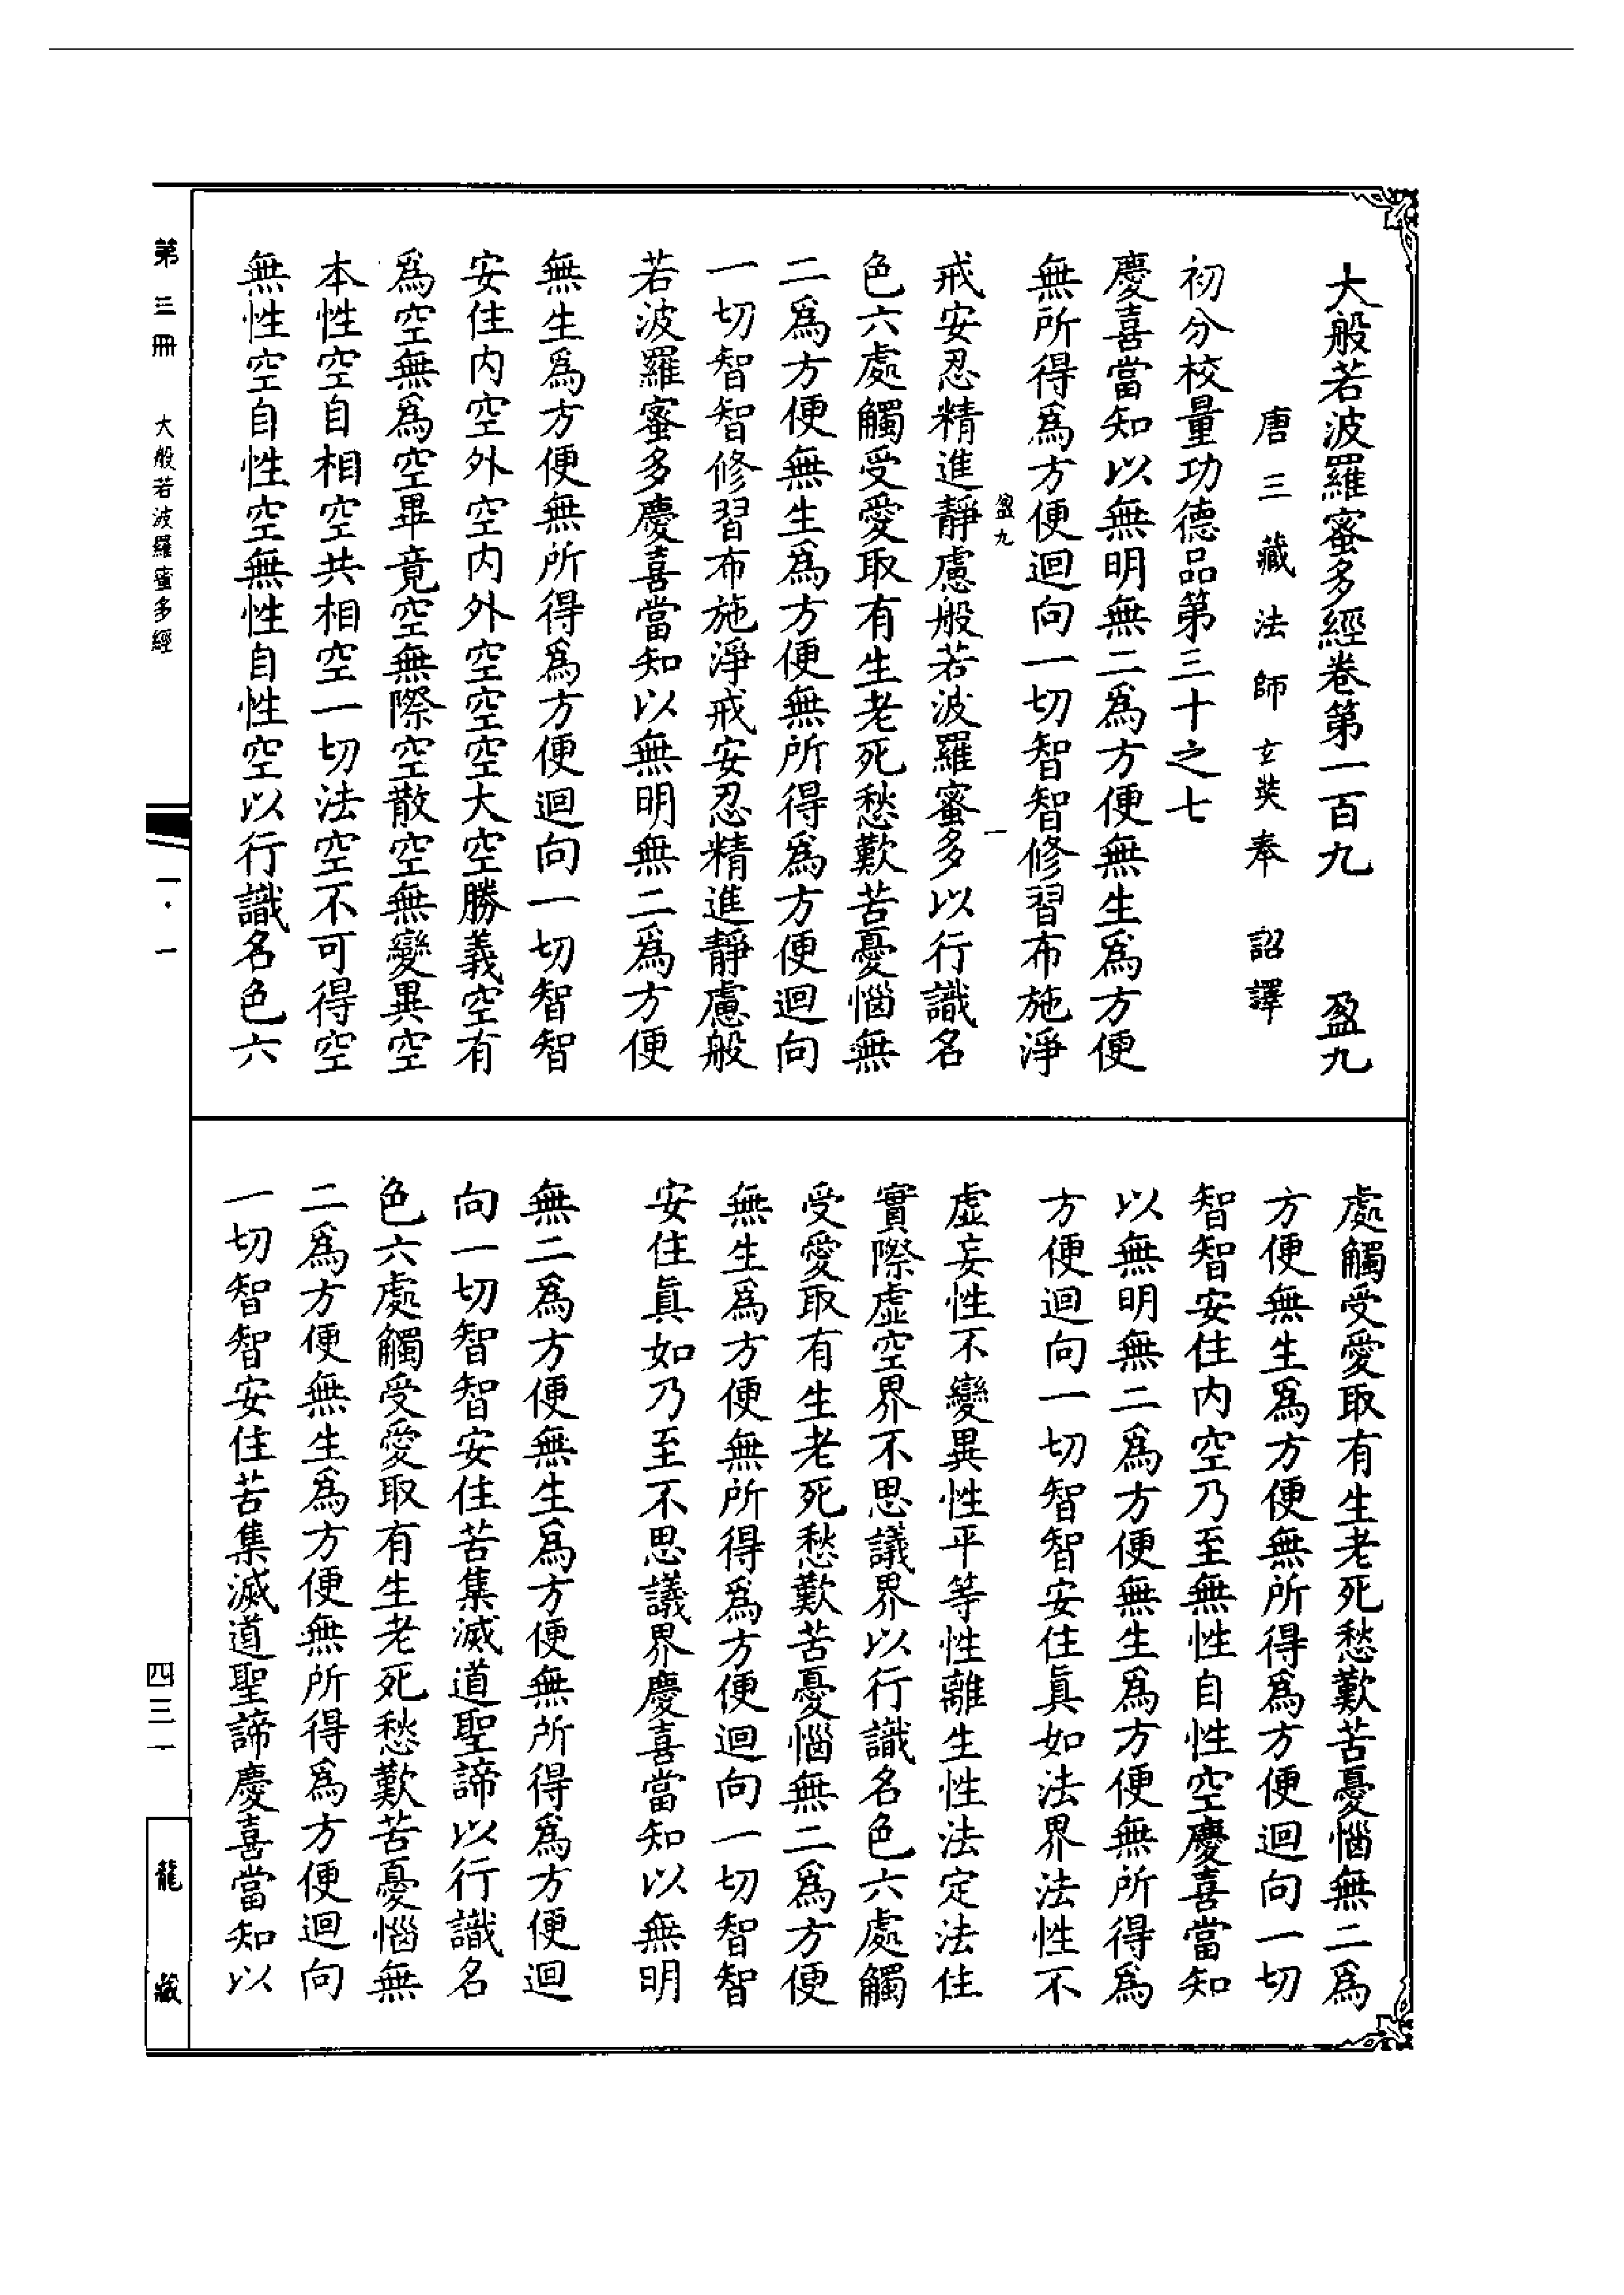 大般若波羅蜜多經卷第一百九　盈九
唐三藏法師玄奘奉　詔譯
初分校量功德品第三十之七
慶喜當知以無明無二爲方便無生爲方便
無所得爲方便迴向一切智智修習布施淨
盈九　一
戒安忍精進靜慮般若波羅蜜多以行識名
色六處觸受愛取有生老死愁歎苦憂惱無
二爲方便無生爲方便無所得爲方便迴向
一切智智修習布施淨戒安忍精進靜慮般
若波羅蜜多慶喜當知以無明無二爲方便
無生爲方便無所得爲方便迴向一切智智
安住內空外空內外空空空大空勝義空有
爲空無爲空畢竟空無際空散空無變異空
本性空自相空共相空一切法空不可得空
無性空自性空無性自性空以行識名色六
處觸受愛取有生老死愁歎苦憂惱無二爲
方便無生爲方便無所得爲方便迴向一切
智智安住內空乃至無性自性空慶喜當知
以無明無二爲方便無生爲方便無所得爲
方便迴向一切智智安住真如法界法性不
虛妄性不變異性平等性離生性法定法住
實際虛空界不思議界以行識名色六處觸
受愛取有生老死愁歎苦憂惱無二爲方便
無生爲方便無所得爲方便迴向一切智智
安住真如乃至不思議界慶喜當知以無明
無二爲方便無生爲方便無所得爲方便迴
向一切智智安住苦集滅道聖諦以行識名
色六處觸受愛取有生老死愁歎苦憂惱無
二爲方便無生爲方便無所得爲方便迴向
一切智智安住苦集滅道聖諦慶喜當知以
第三冊　大般若波羅蜜多經　一·一　四三一　龍藏